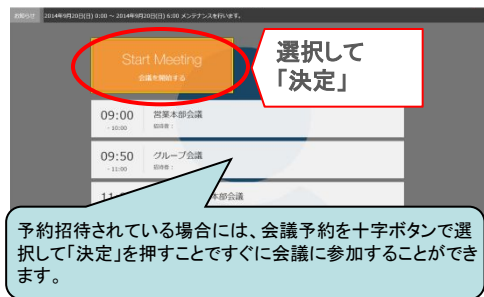 お知らせ 2014年9月20日(日) 0:00 ～ 2014年9月20日(日) 6:00 メンテナンスを行います。
Start Meeting
会議を開始する
選択して
「決定」
09:00 営業本部会議
- 10:00 招待者：
09:50 グループ会議
- 11:00 招待者：
本部会議
予約招待されている場合には、会議予約を十字ボタンで選
択して「決定」を押すことですぐに会議に参加することができ
ます。